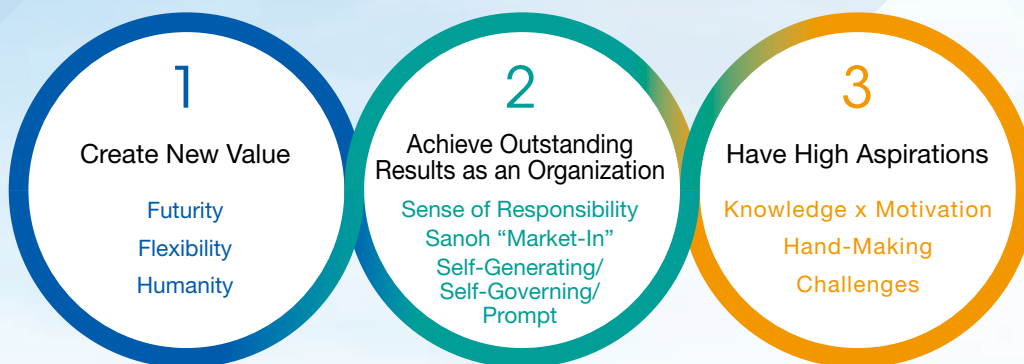 1
Create New Value
Futurity
Flexibility
Humanity
2
Achieve Outstanding
Results as an Organization
Sense of Responsibility
Sanoh “Market-In”
Self-Generating/
Self-Governing/
Prompt
3
Have High Aspirations
Knowledge x Motivation
Hand-Making
Challenges